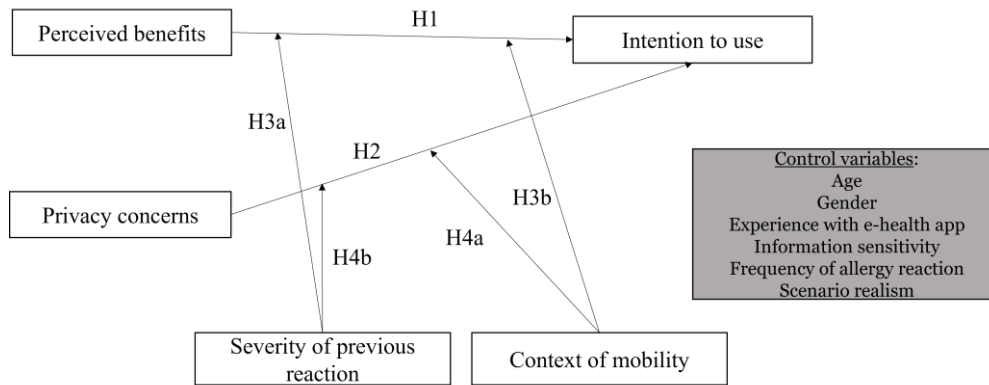 H1
Perceived benefits
Intention to use
H3a
H2
Control variables:
Age
Gender
Experience with e-health app
Information sensitivity
Frequency of allergy reaction
Scenario realism
Privacy concerns
H3b
H4a
H4b
Severity of previous
reaction
Context of mobility